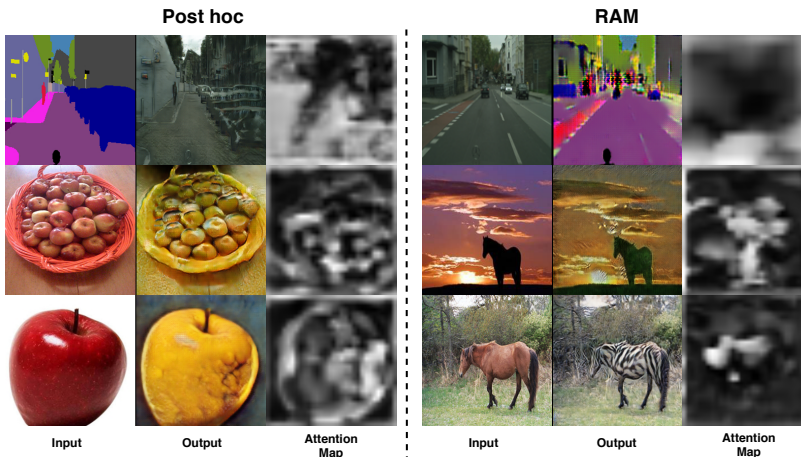 Post hoc
RAM
Input
Output
Attention
Map
Input
Output
Attention
Map